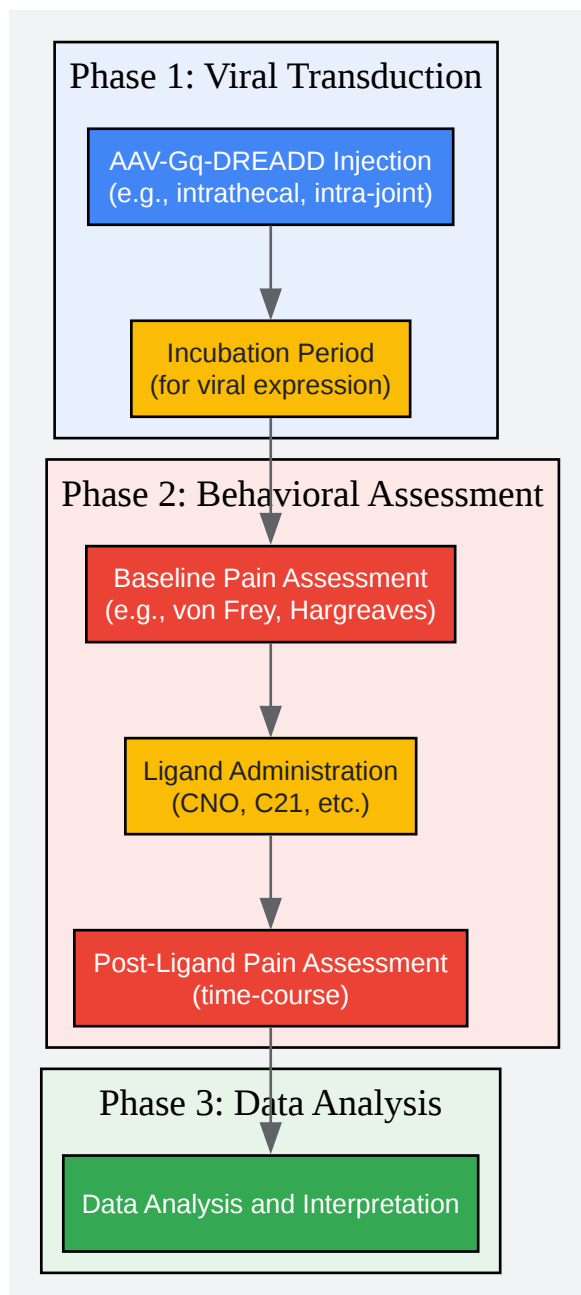 Phase 1: Viral Transduction
AAV-Gq-DREADD Injection
(e.g., intrathecal, intra-joint)
Incubation Period
(for viral expression)
Phase 2: Behavioral Assessment
Baseline Pain Assessment
(e.g., von Frey, Hargreaves)
Ligand Administration
(CNO, C21, etc.)
Post-Ligand Pain Assessment
(time-course)
Phase 3: Data Analysis
Data Analysis and Interpretation